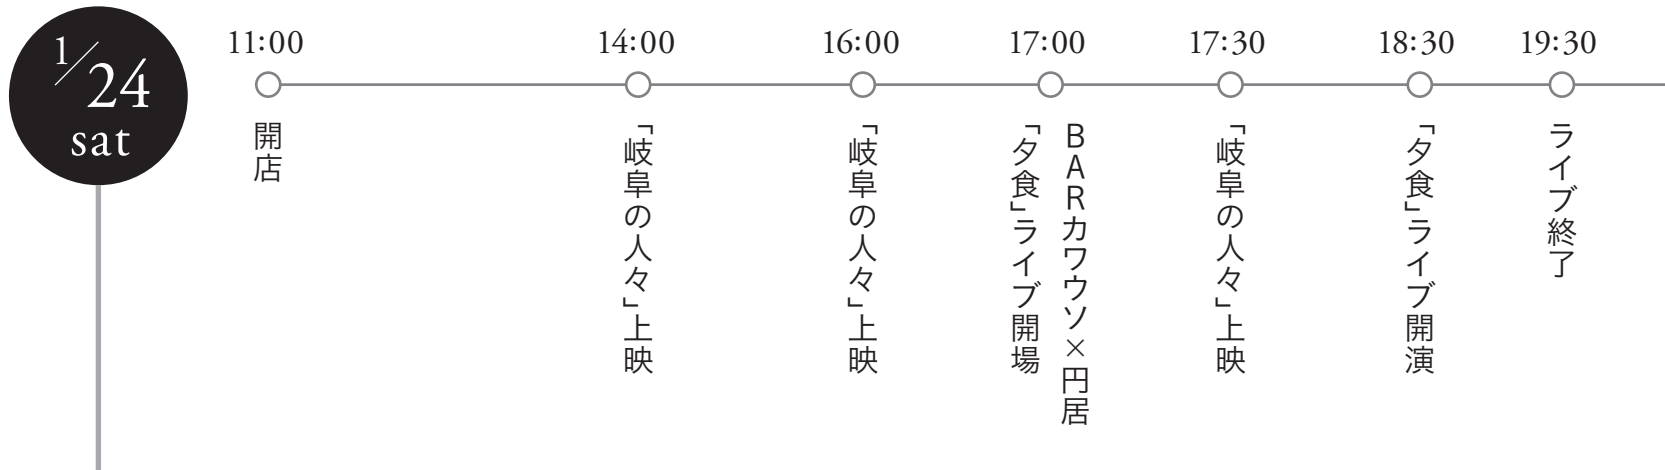 1/24
sat
11:00
開店
14:00
「岐阜の人々」上映
16:00
「岐阜の人々」上映
17:00
BARカワウソ×円居
「夕食」ライブ開場
17:30
「岐阜の人々」上映
18:30
「夕食」ライブ開演
19:30
ライブ終了